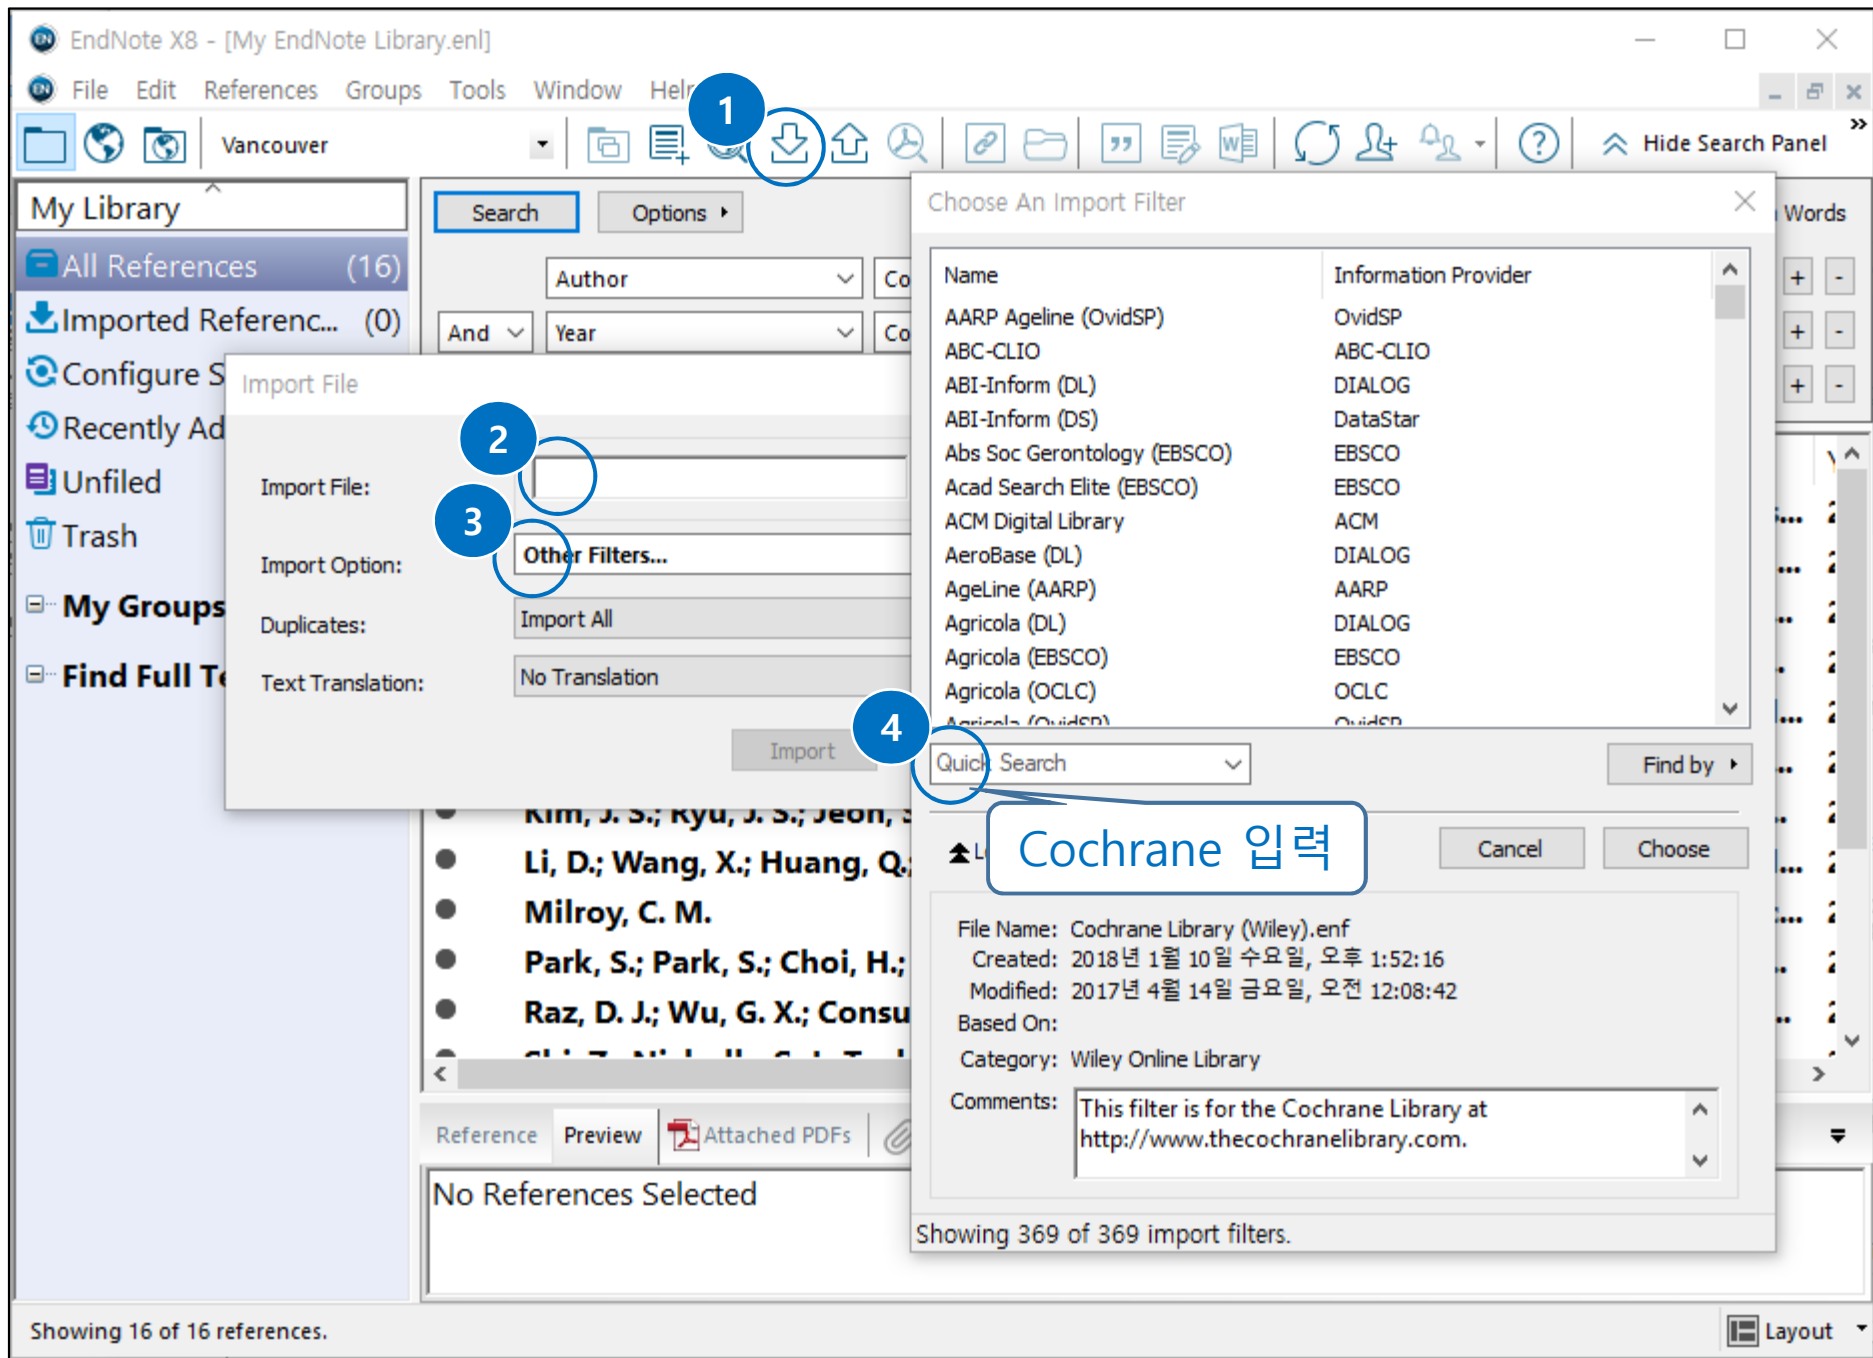 EndNote X8 - [My EndNote Library.enl]
File Edit References Groups Tools Window Help
1
Vancouver
Hide Search Panel
My Library
Search Options
Words
All References (16)
Author
Imported Referenc... (0)
And Year
Configure S
Recently Ad
Unfiled
Trash
My Groups
Find Full Te
Import File
2
Import File:
3
Import Option: Other Filters...
Duplicates: Import All
Text Translation: No Translation
Import
Choose An Import Filter
Name Information Provider
AARP Ageline (OvidSP) OvidSP
ABC-CLIO ABC-CLIO
ABI-Inform (DL) DIALOG
ABI-Inform (DS) DataStar
Abs Soc Gerontology (EBSCO) EBSCO
Acad Search Elite (EBSCO) EBSCO
ACM Digital Library ACM
AeroBase (DL) DIALOG
AgeLine (AARP) AARP
Agricola (DL) DIALOG
Agricola (EBSCO) EBSCO
Agricola (OCLC) OCLC
Agricola (OvidSP) OvidSP
4
Quick Search Find by
Cochrane 입력
Cancel Choose
File Name: Cochrane Library (Wiley).enf
Created: 2018년 1월 10일 수요일, 오후 1:52:16
Modified: 2017년 4월 14일 금요일, 오전 12:08:42
Based On:
Category: Wiley Online Library
Comments: This filter is for the Cochrane Library at
http://www.thecochranelibrary.com.
Showing 369 of 369 import filters.
Kim, J. S.; Ryu, J. S.; Jeon, S
Li, D.; Wang, X.; Huang, Q.;
Milroy, C. M.
Park, S.; Park, S.; Choi, H.;
Raz, D. J.; Wu, G. X.; Consu
Reference Preview Attached PDFs
No References Selected
Showing 16 of 16 references.
Layout